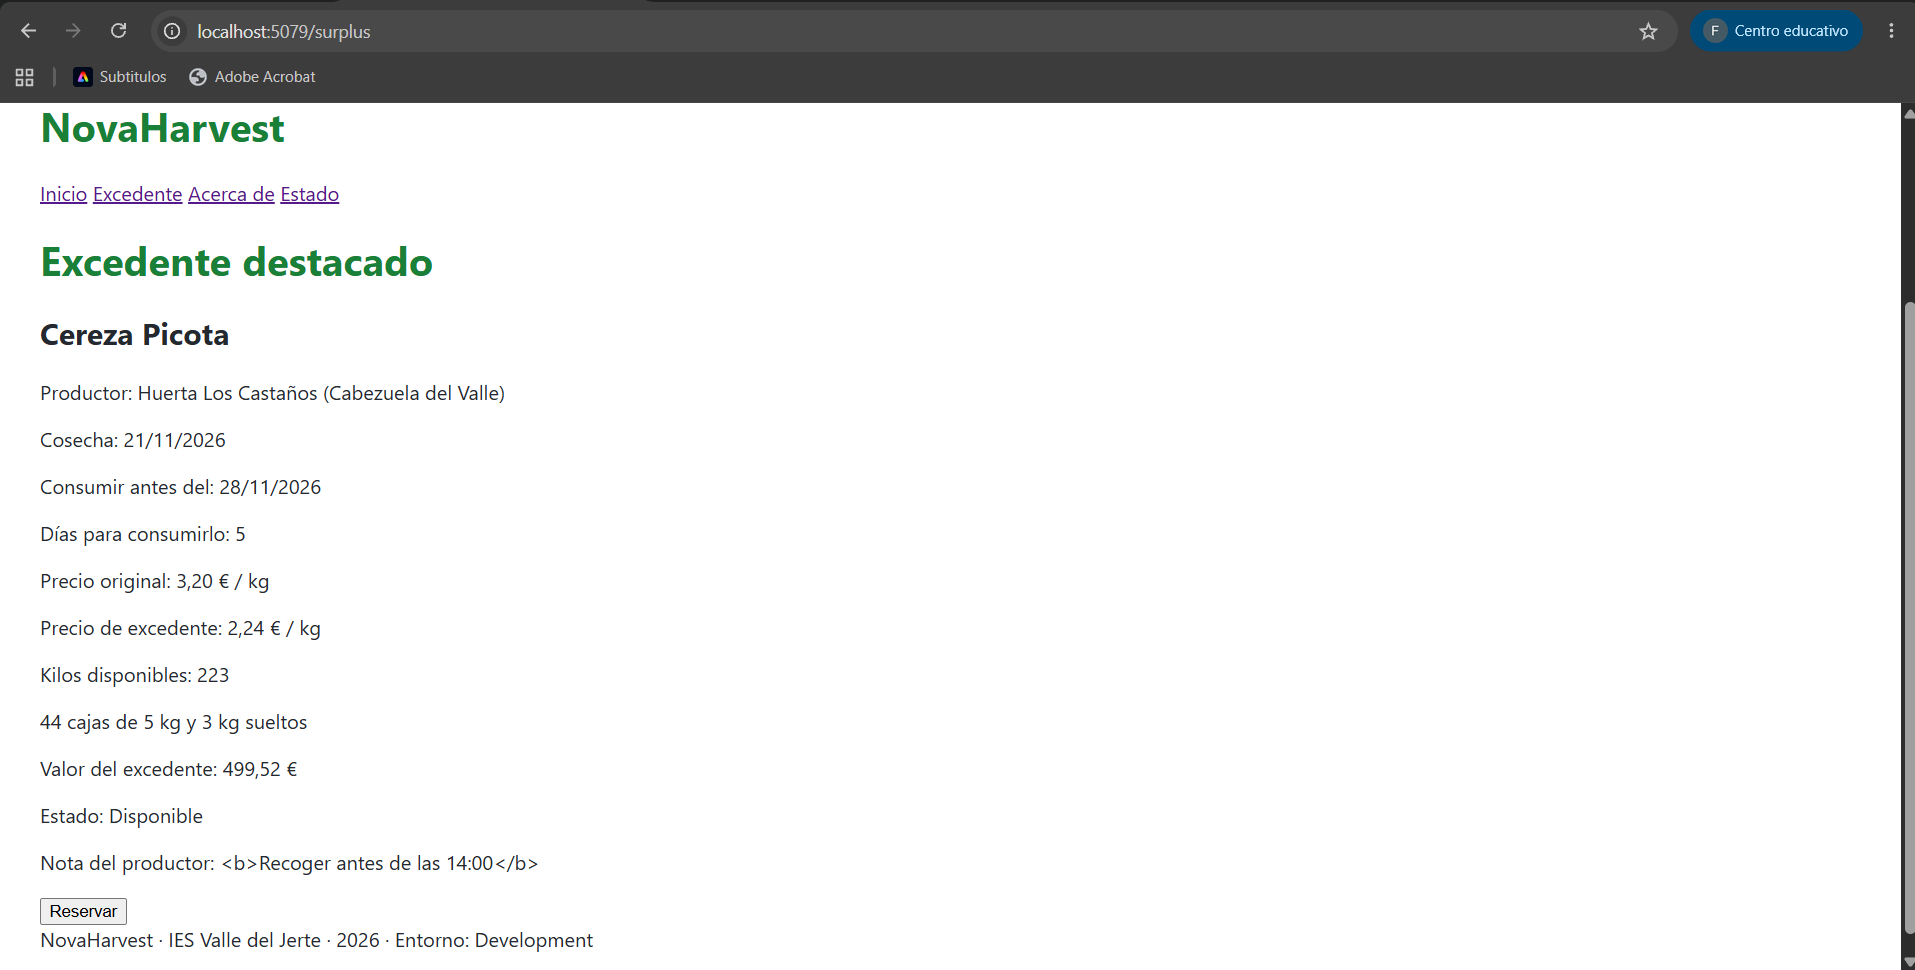 localhost:5079/surplus
F Centro educativo
Subtitulos Adobe Acrobat
NovaHarvest
Inicio Excedente Acerca de Estado
Excedente destacado
Cereza Picota
Productor: Huerta Los Castaños (Cabezuela del Valle)
Cosecha: 21/11/2026
Consumir antes del: 28/11/2026
Días para consumirlo: 5
Precio original: 3,20 € / kg
Precio de excedente: 2,24 € / kg
Kilos disponibles: 223
44 cajas de 5 kg y 3 kg sueltos
Valor del excedente: 499,52 €
Estado: Disponible
Nota del productor: <b>Recoger antes de las 14:00</b>
Reservar
NovaHarvest · IES Valle del Jerte · 2026 · Entorno: Development